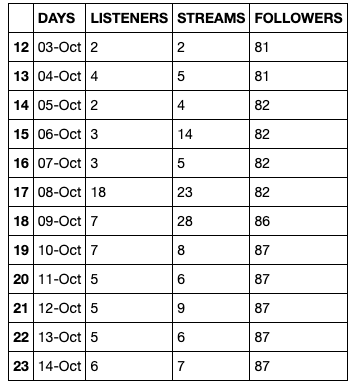 DAYS LISTENERS STREAMS FOLLOWERS
12 03-Oct 2 2 81
13 04-Oct 4 5 81
14 05-Oct 2 4 82
15 06-Oct 3 14 82
16 07-Oct 3 5 82
17 08-Oct 18 23 82
18 09-Oct 7 28 86
19 10-Oct 7 8 87
20 11-Oct 5 6 87
21 12-Oct 5 9 87
22 13-Oct 5 6 87
23 14-Oct 6 7 87